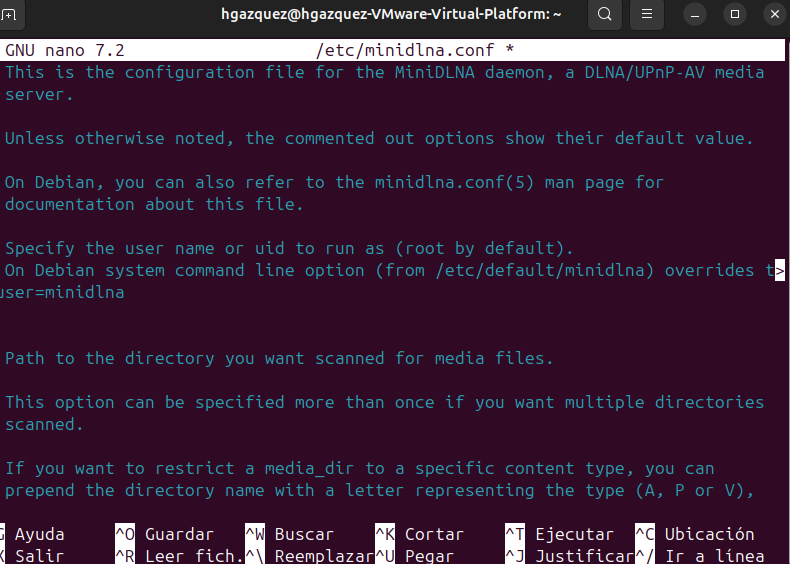 hgazquez@hgazquez-VMware-Virtual-Platform: ~
GNU nano 7.2 /etc/minidlna.conf *
This is the configuration file for the MiniDLNA daemon, a DLNA/UPnP-AV media
server.
Unless otherwise noted, the commented out options show their default value.
On Debian, you can also refer to the minidlna.conf(5) man page for
documentation about this file.
Specify the user name or uid to run as (root by default).
On Debian system command line option (from /etc/default/minidlna) overrides t>
user=minidlna
Path to the directory you want scanned for media files.
This option can be specified more than once if you want multiple directories
scanned.
If you want to restrict a media_dir to a specific content type, you can
prepend the directory name with a letter representing the type (A, P or V),
G Ayuda ^O Guardar ^W Buscar ^K Cortar ^T Ejecutar ^C Ubicación
X Salir ^R Leer fich. ^\ Reemplazar ^U Pegar ^J Justificar ^/ Ir a línea